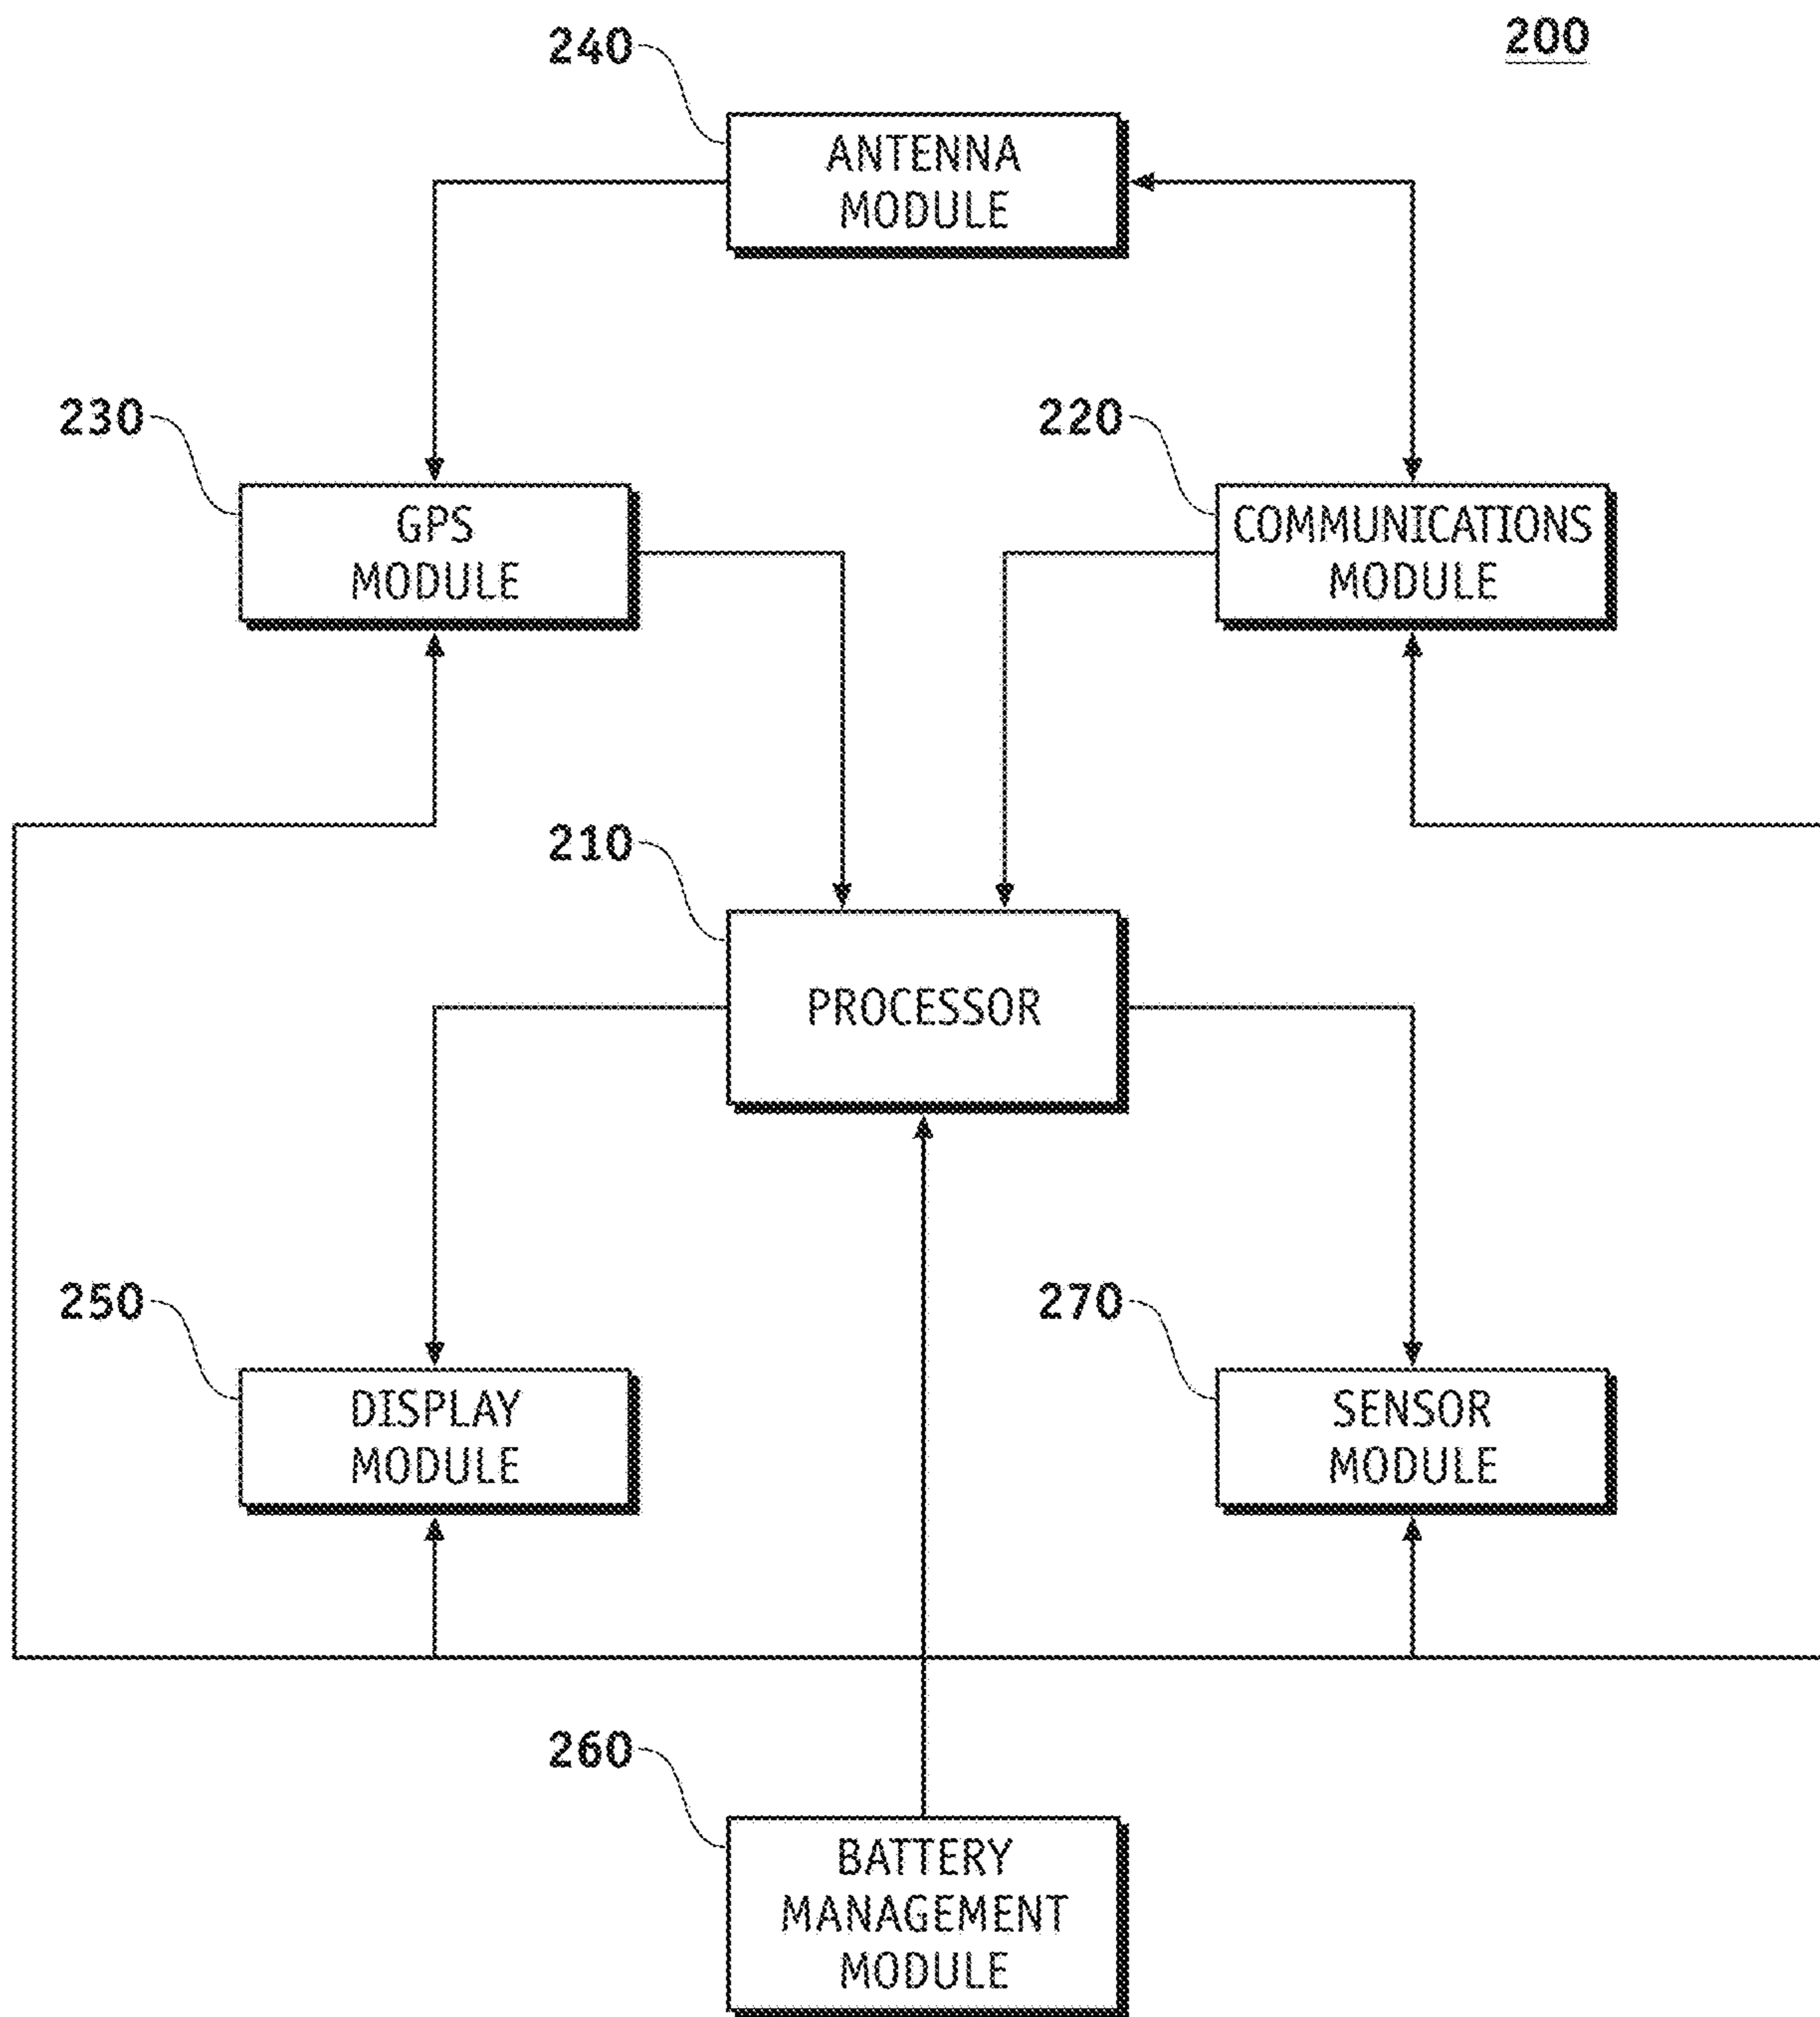 200
240
ANTENNA
MODULE
230
GPS
MODULE
220
COMMUNICATIONS
MODULE
210
PROCESSOR
250
DISPLAY
MODULE
270
SENSOR
MODULE
260
BATTERY
MANAGEMENT
MODULE